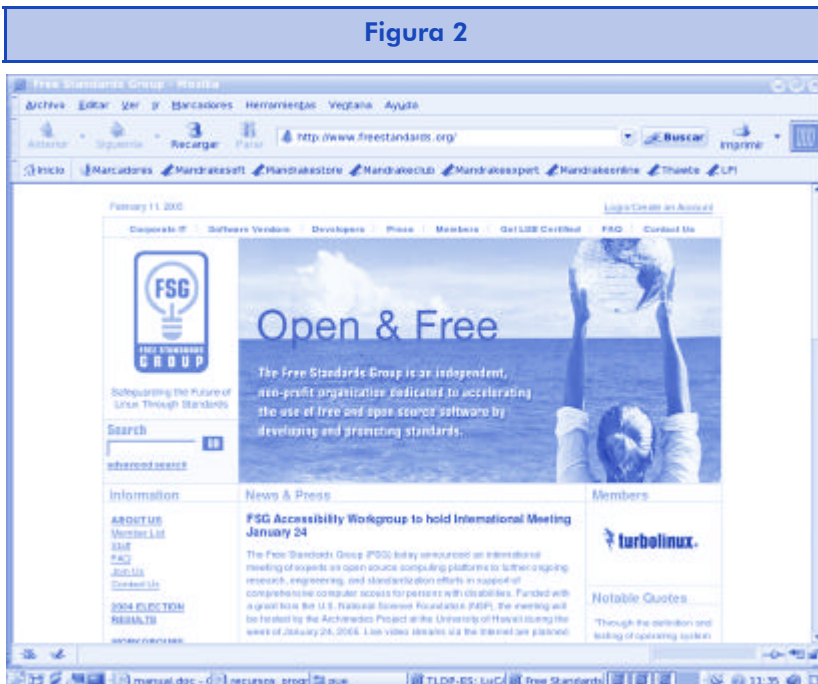 Figura 2
Free Standards Group - Mozilla
Archivo Editar Ver Ir Marcadores Herramientas Ventana Ayuda
Anterior Siguiente Recargar Parar http://www.freestandards.org/ Buscar Imprimir
Inicio Marcadores Mandrakesoft Mandrakestore Mandrakeclub Mandrakeexpert Mandrakeonline Thawte LPI
February 11, 2005 Login/Create an Account
Corporate IT Software Vendors Developers Press Members Get LSB Certified FAQ Contact Us
FSG
FREE STANDARDS
GROUP
Safeguarding the Future of
Linux Through Standards
Open & Free
The Free Standards Group is an independent,
non-profit organization dedicated to accelerating
the use of free and open source software by
developing and promoting standards.
Search
GO
advanced search
Information
ABOUT US
Member List
Staff
FAQ
Join Us
Contact Us
2004 ELECTION
RESULTS
WORKGROUPS
News & Press
FSG Accessibility Workgroup to hold International Meeting
January 24
The Free Standards Group (FSG) today announced an international
meeting of experts on open source computing platforms to further ongoing
research, engineering, and standardization efforts in support of
comprehensive computer access for persons with disabilities. Funded with
a grant from the U.S. National Science Foundation (NSF), the meeting will
be hosted by the Archimedes Project at the University of Hawaii during the
week of January 24, 2005. Live video streams via the Internet are planned
Members
turbolinux.
Notable Quotes
"Through the definition and
testing of operating system
manual.doc - recursos_progr que TLDP-ES: LuCA Free Standards 11:35